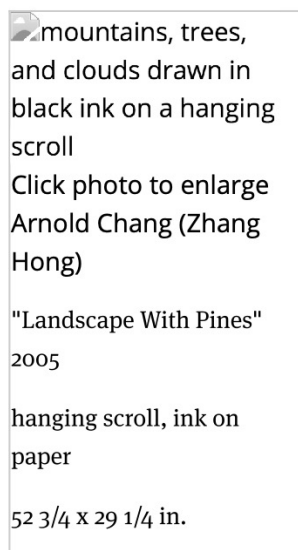 mountains, trees,
and clouds drawn in
black ink on a hanging
scroll
Click photo to enlarge
Arnold Chang (Zhang
Hong)
"Landscape With Pines"
2005
hanging scroll, ink on
paper
52 3/4 x 29 1/4 in.